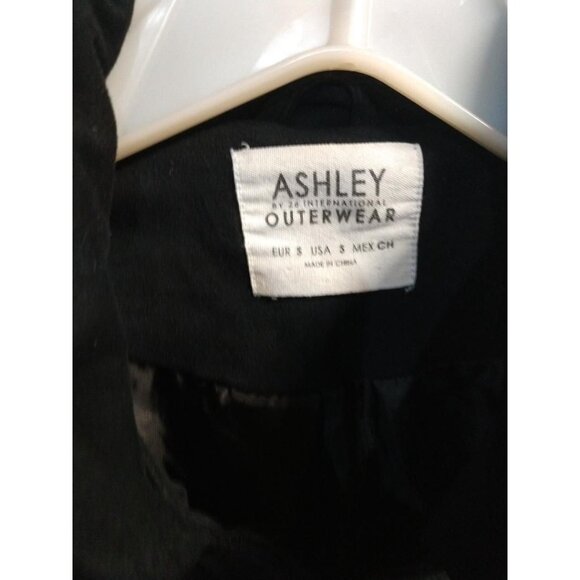 ASHLEY
BY 26 INTERNATIONAL
OUTERWEAR
EUR S USA S MEX CH
MADE IN CHINA